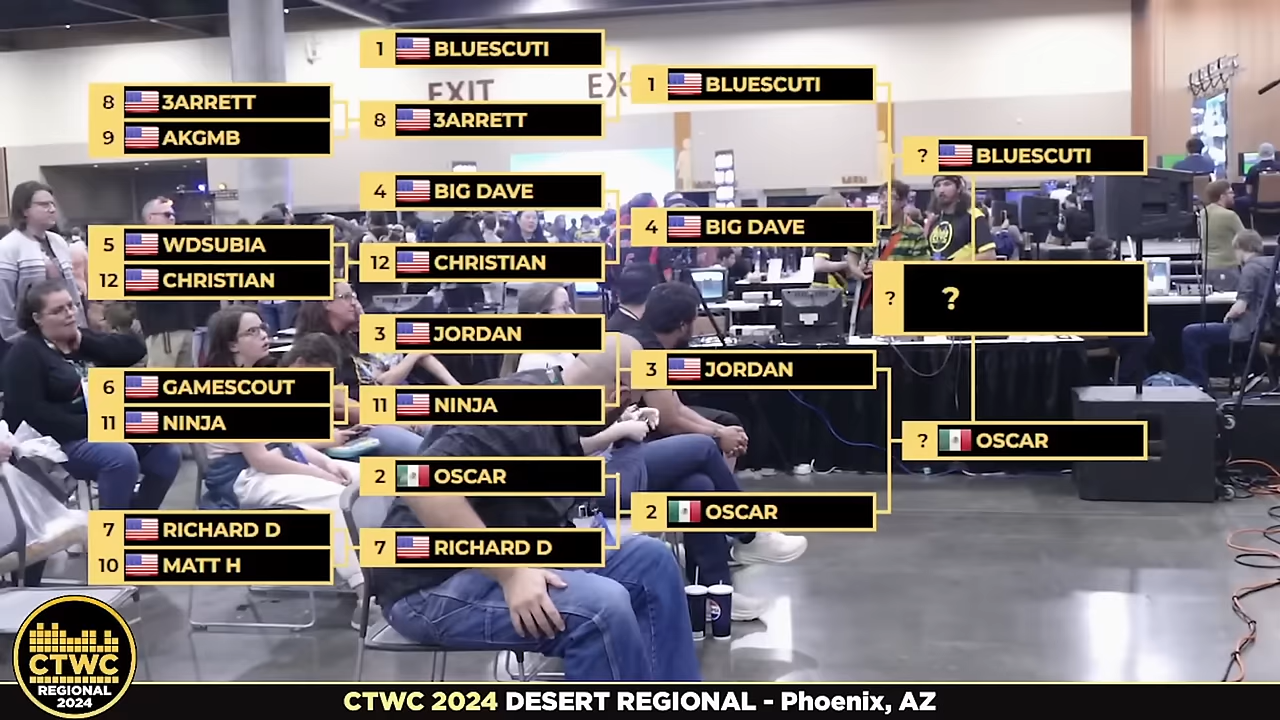 1 BLUESCUTI
8 3ARRETT
9 AKGMB
8 3ARRETT
1 BLUESCUTI
4 BIG DAVE
5 WDSUBIA
12 CHRISTIAN
12 CHRISTIAN
4 BIG DAVE
? BLUESCUTI
? ?
3 JORDAN
6 GAMESCOUT
11 NINJA
11 NINJA
3 JORDAN
? OSCAR
2 OSCAR
7 RICHARD D
10 MATT H
7 RICHARD D
2 OSCAR
EXIT
EX
CTWC
REGIONAL
2024
CTWC 2024 DESERT REGIONAL - Phoenix, AZ